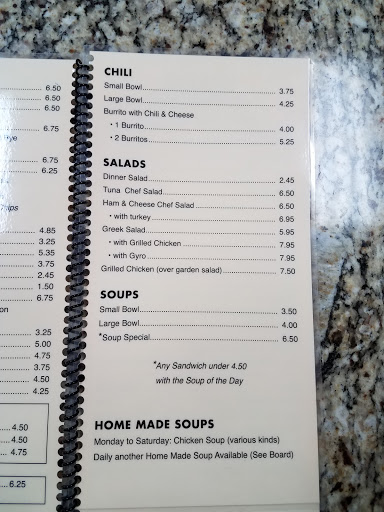 6.50
6.50
6.50
6.75
6.75
6.25
4.85
3.25
5.35
3.75
2.45
1.50
6.75
on
3.25
5.00
4.75
3.75
4.50
4.25
4.50
4.50
4.75
6.25
CHILI
Small Bowl 3.75
Large Bowl 4.25
Burrito with Chili & Cheese
• 1 Burrito 4.00
• 2 Burritos 5.25
SALADS
Dinner Salad 2.45
Tuna Chef Salad 6.50
Ham & Cheese Chef Salad 6.50
• with turkey 6.95
Greek Salad 5.95
• with Grilled Chicken 7.95
• with Gyro 7.95
Grilled Chicken (over garden salad) 7.50
SOUPS
Small Bowl 3.50
Large Bowl 4.00
*Soup Special 6.50
*Any Sandwich under 4.50
with the Soup of the Day
HOME MADE SOUPS
Monday to Saturday: Chicken Soup (various kinds)
Daily another Home Made Soup Available (See Board)